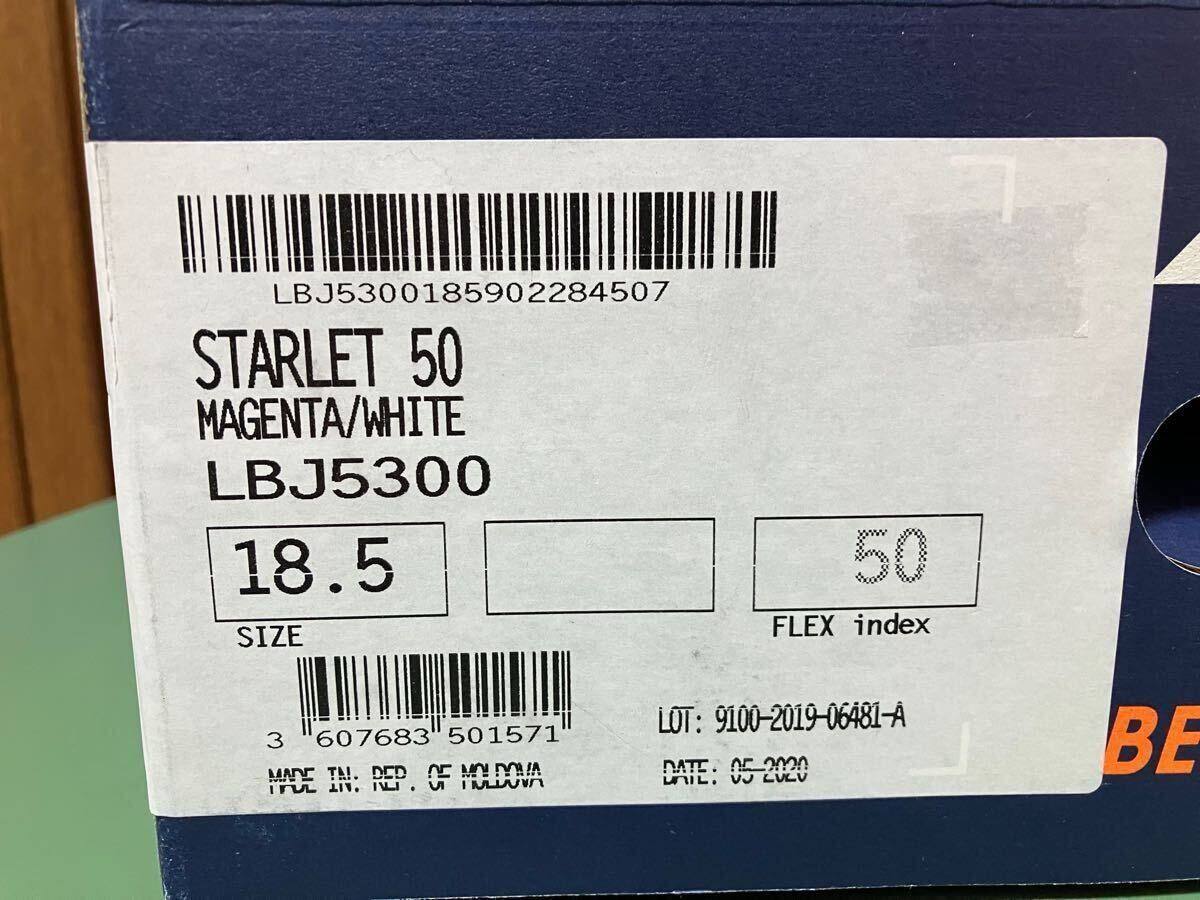 LBJ5300185902284507
STARLET 50
MAGENTA/WHITE
LBJ5300
18.5
50
SIZE
FLEX index
3 607683 501571
LOT: 9100-2019-06481-A
MADE IN: REP. OF MOLDOVA
DATE: 05-2020
BE